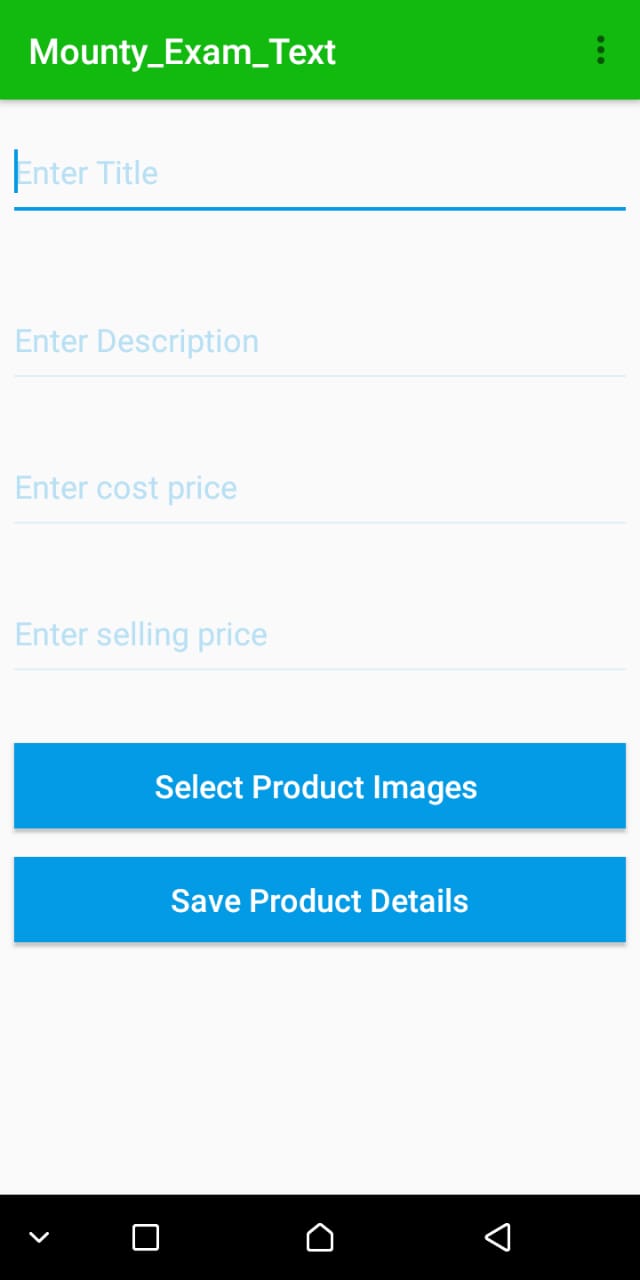 Mounty_Exam_Text
Enter Title
Enter Description
Enter cost price
Enter selling price
Select Product Images
Save Product Details